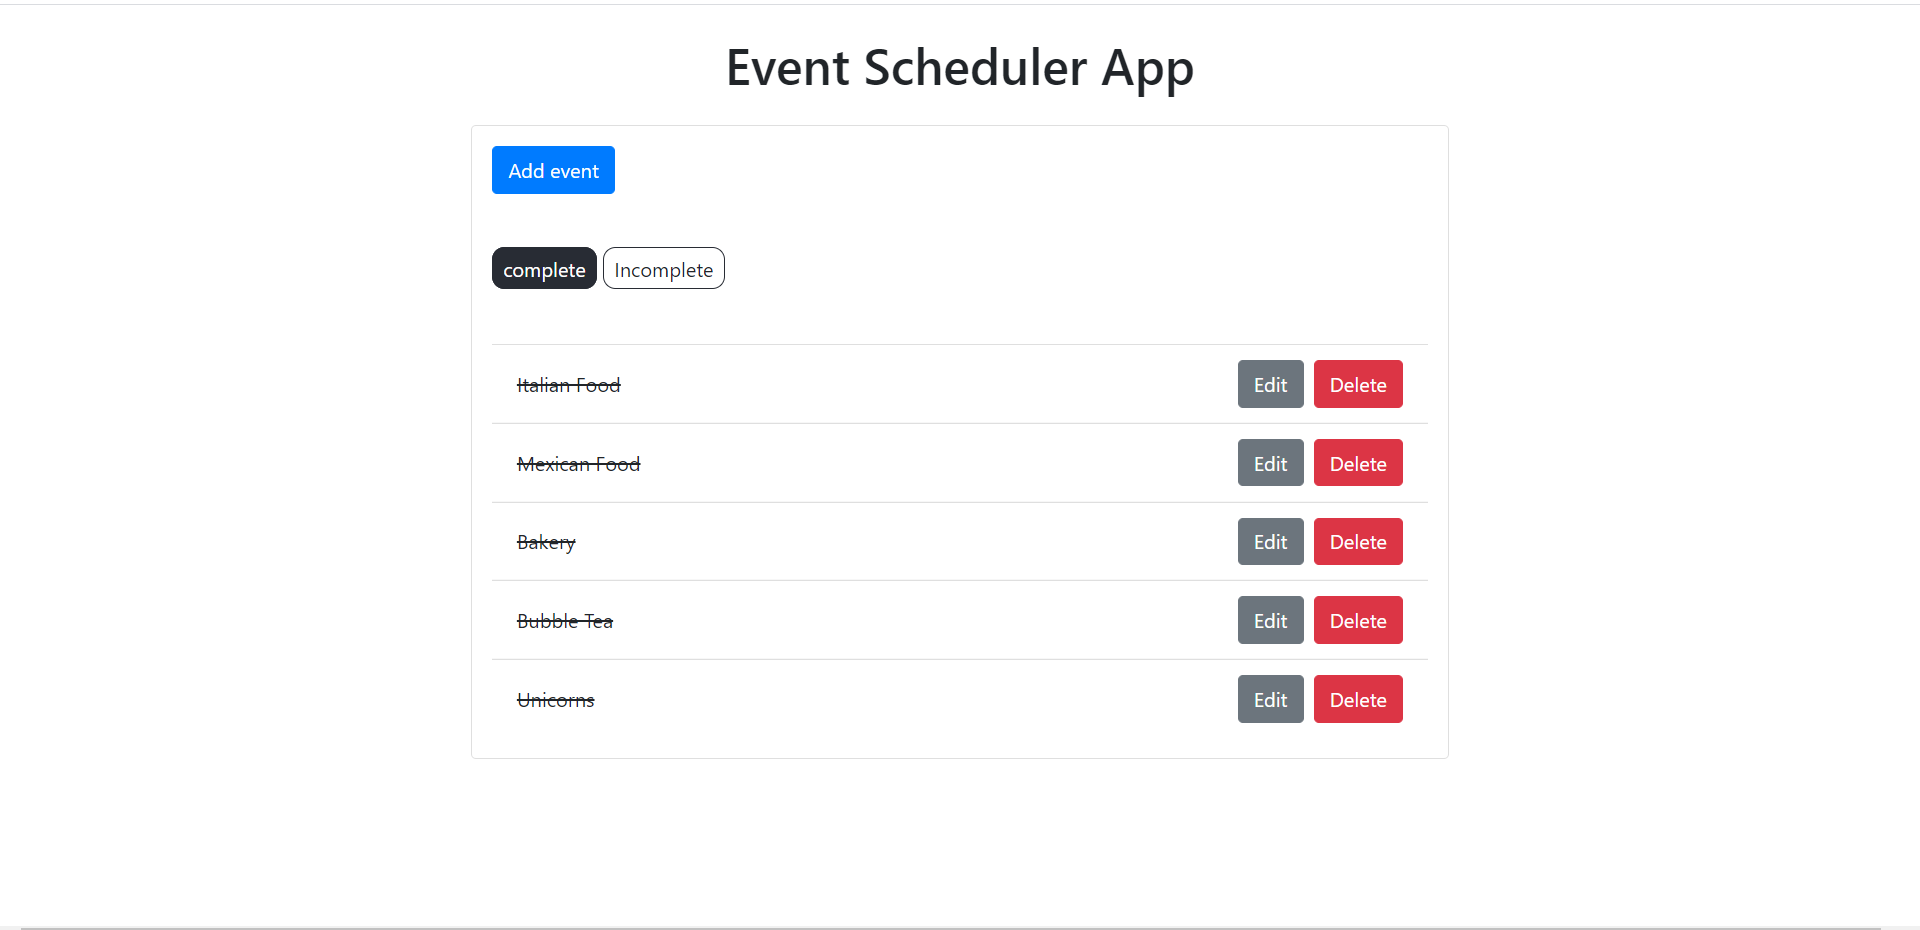 Event Scheduler App
Add event
complete Incomplete
Italian Food Edit Delete
Mexican Food Edit Delete
Bakery Edit Delete
Bubble Tea Edit Delete
Unicorns Edit Delete